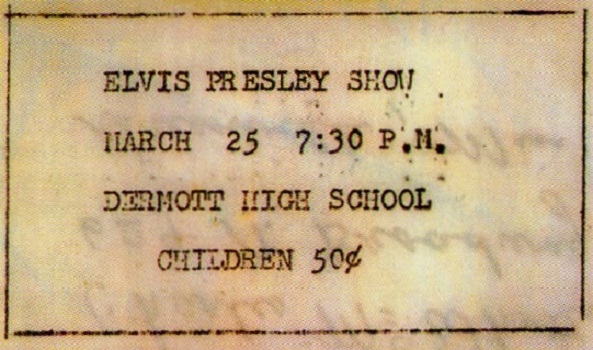 ELVIS PRESLEY SHOW
MARCH 25 7:30 P.M.
DERMOTT HIGH SCHOOL
CHILDREN 50¢